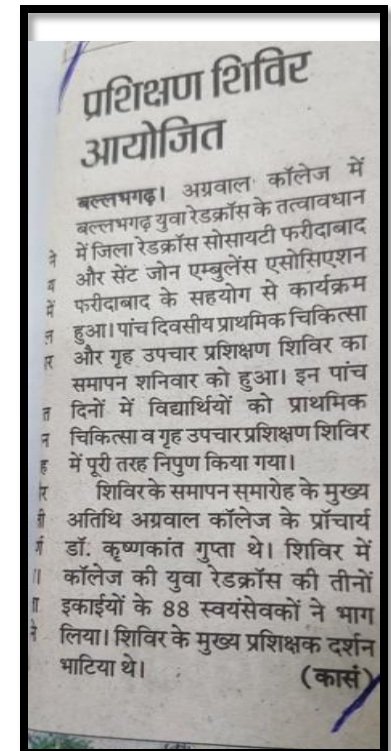 प्रशिक्षण शिविर
आयोजित
बल्लभगढ़। अग्रवाल कॉलेज में
बल्लभगढ़ युवा रेडक्रॉस के तत्वावधान
में जिला रेडक्रॉस सोसायटी फरीदाबाद
और सेंट जोन एम्बुलेंस एसोसिएशन
फरीदाबाद के सहयोग से कार्यक्रम
हुआ। पांच दिवसीय प्राथमिक चिकित्सा
और गृह उपचार प्रशिक्षण शिविर का
समापन शनिवार को हुआ। इन पांच
दिनों में विद्यार्थियों को प्राथमिक
चिकित्सा व गृह उपचार प्रशिक्षण शिविर
में पूरी तरह निपुण किया गया।
शिविर के समापन समारोह के मुख्य
अतिथि अग्रवाल कॉलेज के प्रॉचार्य
डॉ. कृष्णकांत गुप्ता थे। शिविर में
कॉलेज की युवा रेडक्रॉस की तीनों
इकाईयों के 88 स्वयंसेवकों ने भाग
लिया। शिविर के मुख्य प्रशिक्षक दर्शन
भाटिया थे। (कासं)